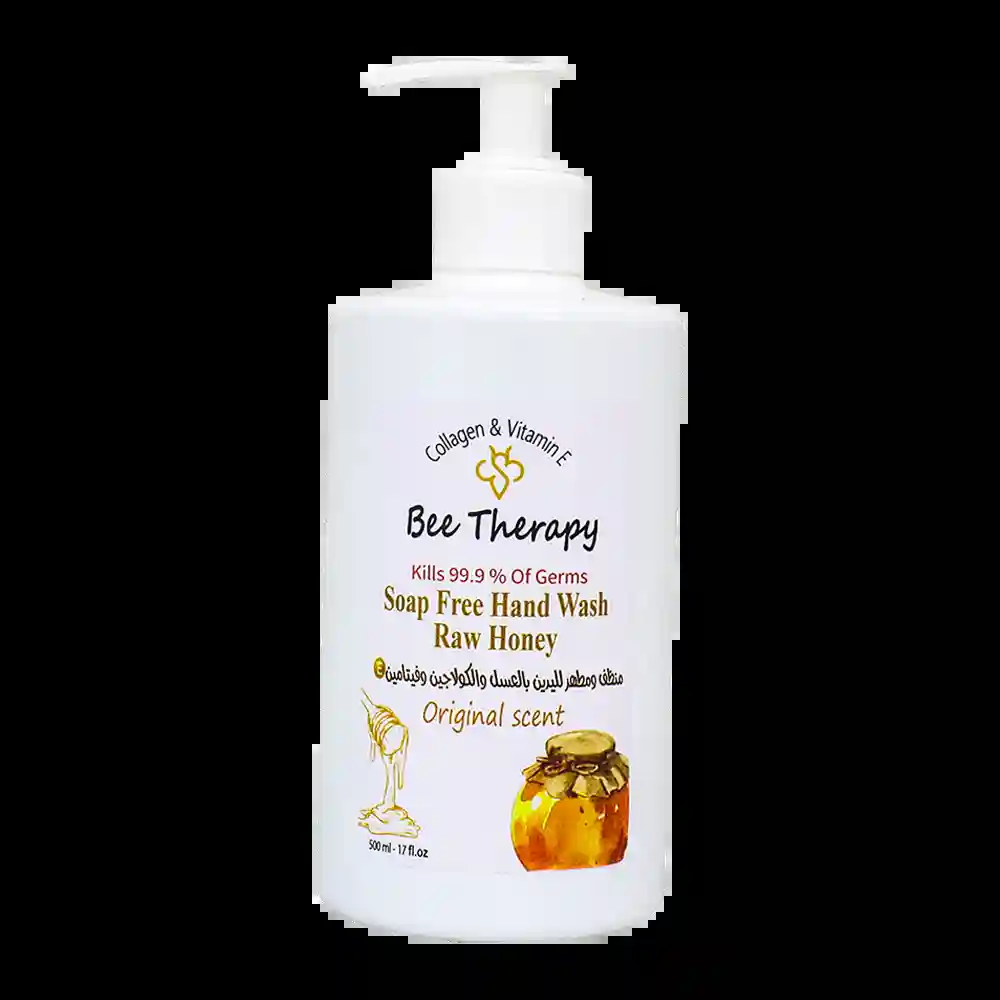 Collagen & Vitamin E
Bee Therapy
Kills 99.9 % Of Germs
Soap Free Hand Wash
Raw Honey
منظف ومطهر لليدين بالعسل والكولاجين وفيتامين E
Original scent
500 ml - 17 fl.oz